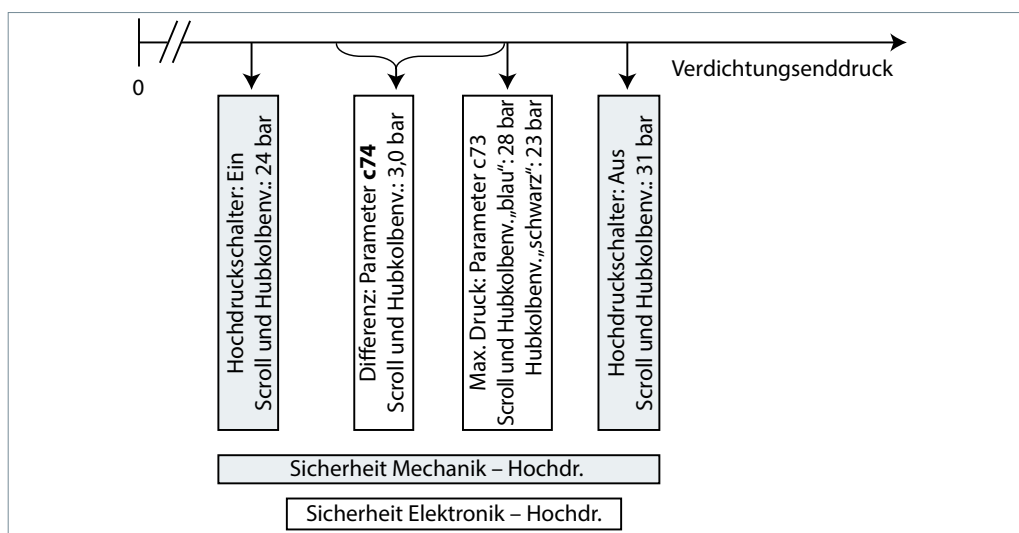 Verdichtungsenddruck
0
Hochdruckschalter: Ein
Scroll und Hubkolbenv.: 24 bar
Differenz: Parameter c74
Scroll und Hubkolbenv.: 3,0 bar
Max. Druck: Parameter c73
Scroll und Hubkolbenv.„blau“: 28 bar
Hubkolbenv.„schwarz“: 23 bar
Hochdruckschalter: Aus
Scroll und Hubkolbenv.: 31 bar
Sicherheit Mechanik – Hochdr.
Sicherheit Elektronik – Hochdr.